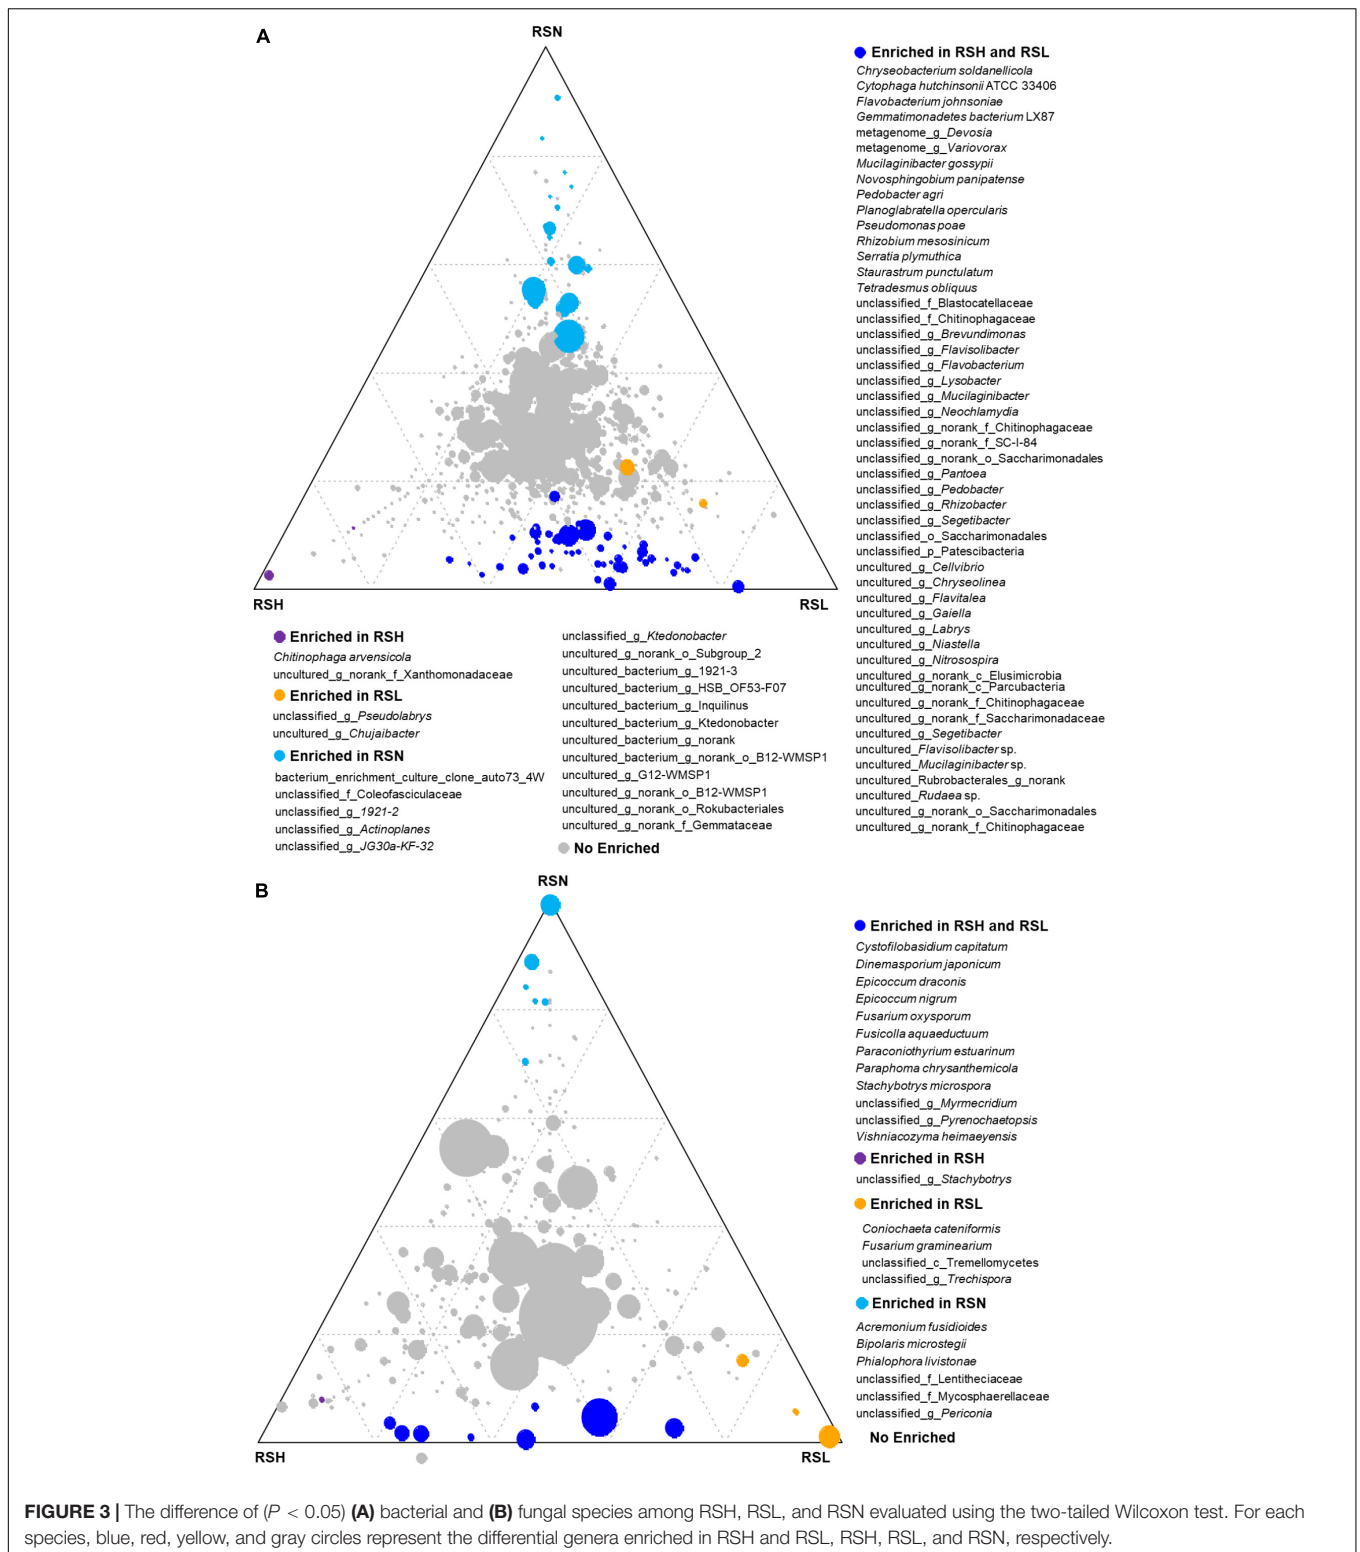 A
RSN
RSH
RSL
Enriched in RSH and RSL
Chryseobacterium soldanellicola
Cytophaga hutchinsonii ATCC 33406
Flavobacterium johnsoniae
Gemmatimonadetes bacterium LX87
metagenome_g_Devosia
metagenome_g_Variovorax
Mucilaginibacter gossypii
Novosphingobium panipatense
Pedobacter agri
Planoglabratella opercularis
Pseudomonas poae
Rhizobium mesosinicum
Serratia plymuthica
Staurastrum punctulatum
Tetradesmus obliquus
unclassified_f_Blastocatellaceae
unclassified_f_Chitinophagaceae
unclassified_g_Brevundimonas
unclassified_g_Flavisolibacter
unclassified_g_Flavobacterium
unclassified_g_Lysobacter
unclassified_g_Mucilaginibacter
unclassified_g_Neochlamydia
unclassified_g_norank_f_Chitinophagaceae
unclassified_g_norank_f_SC-I-84
unclassified_g_norank_o_Saccharimonadales
unclassified_g_Pantoea
unclassified_g_Pedobacter
unclassified_g_Rhizobacter
unclassified_g_Segetibacter
unclassified_o_Saccharimonadales
unclassified_p_Patescibacteria
uncultured_g_Cellvibrio
uncultured_g_Chryseolinea
uncultured_g_Flavitalea
uncultured_g_Gaiella
uncultured_g_Labrys
uncultured_g_Niastella
uncultured_g_Nitrosospira
uncultured_g_norank_c_Elusimicrobia
uncultured_g_norank_c_Parcubacteria
uncultured_g_norank_f_Chitinophagaceae
uncultured_g_norank_f_Saccharimonadaceae
uncultured_g_Segetibacter
uncultured_Flavisolibacter sp.
uncultured_Mucilaginibacter sp.
uncultured_Rubrobacterales_g_norank
uncultured_Rudaea sp.
uncultured_g_norank_o_Saccharimonadales
uncultured_g_norank_f_Chitinophagaceae
Enriched in RSH
Chitinophaga arvensicola
uncultured_g_norank_f_Xanthomonadaceae
Enriched in RSL
unclassified_g_Pseudolabrys
uncultured_g_Chujaibacter
Enriched in RSN
bacterium_enrichment_culture_clone_auto73_4W
unclassified_f_Coleofasciculaceae
unclassified_g_1921-2
unclassified_g_Actinoplanes
unclassified_g_JG30a-KF-32
unclassified_g_Ktedonobacter
uncultured_g_norank_o_Subgroup_2
uncultured_bacterium_g_1921-3
uncultured_bacterium_g_HSB_OF53-F07
uncultured_bacterium_g_Inquilinus
uncultured_bacterium_g_Ktedonobacter
uncultured_bacterium_g_norank
uncultured_bacterium_g_norank_o_B12-WMSP1
uncultured_g_G12-WMSP1
uncultured_g_norank_o_B12-WMSP1
uncultured_g_norank_o_Rokubacteriales
uncultured_g_norank_f_Gemmataceae
No Enriched
B
RSN
RSH
RSL
Enriched in RSH and RSL
Cystofilobasidium capitatum
Dinemasporium japonicum
Epicoccum draconis
Epicoccum nigrum
Fusarium oxysporum
Fusicolla aquaeductuum
Paraconiothyrium estuarinum
Paraphoma chrysanthemicola
Stachybotrys microspora
unclassified_g_Myrmecridium
unclassified_g_Pyrenochaetopsis
Vishniacozyma heimaeyensis
Enriched in RSH
unclassified_g_Stachybotrys
Enriched in RSL
Coniochaeta cateniformis
Fusarium graminearium
unclassified_c_Tremellomycetes
unclassified_g_Trechispora
Enriched in RSN
Acremonium fusidioides
Bipolaris microstegii
Phialophora livistonae
unclassified_f_Lentitheciaceae
unclassified_f_Mycosphaerellaceae
unclassified_g_Periconia
No Enriched
FIGURE 3 | The difference of (P < 0.05) (A) bacterial and (B) fungal species among RSH, RSL, and RSN evaluated using the two-tailed Wilcoxon test. For each
species, blue, red, yellow, and gray circles represent the differential genera enriched in RSH and RSL, RSH, RSL, and RSN, respectively.